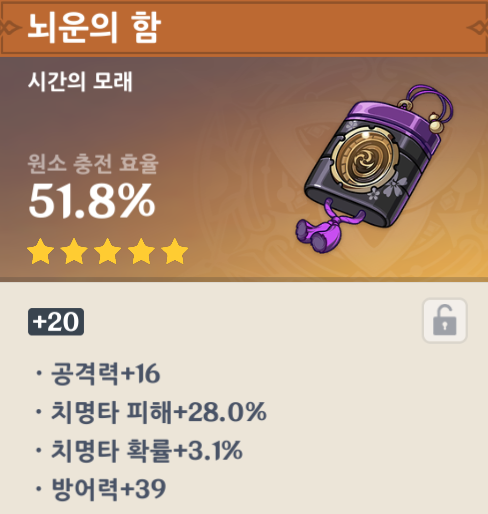 뇌운의 함
시간의 모래
원소 충전 효율
51.8%
+20
· 공격력+16
· 치명타 피해+28.0%
· 치명타 확률+3.1%
· 방어력+39